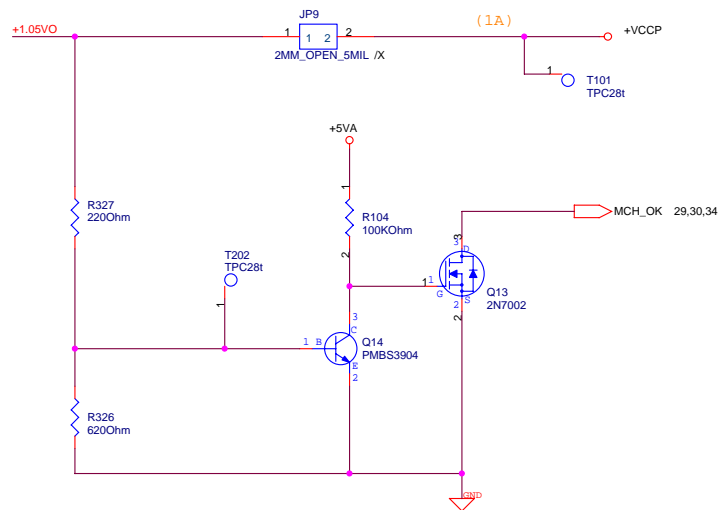 JP9
+1.05VO
1
1 2
2
(1A)
+VCCP
2MM_OPEN_5MIL /X
1
T101
TPC28t
+5VA
1
R327
220Ohm
R104
100KOhm
MCH_OK 29,30,34
2
3
3
D
T202
TPC28t
1
1
1
G
S
2
2
Q13
2N7002
3
C
1 B
Q14
PMBS3904
E
2
R326
620Ohm
GND